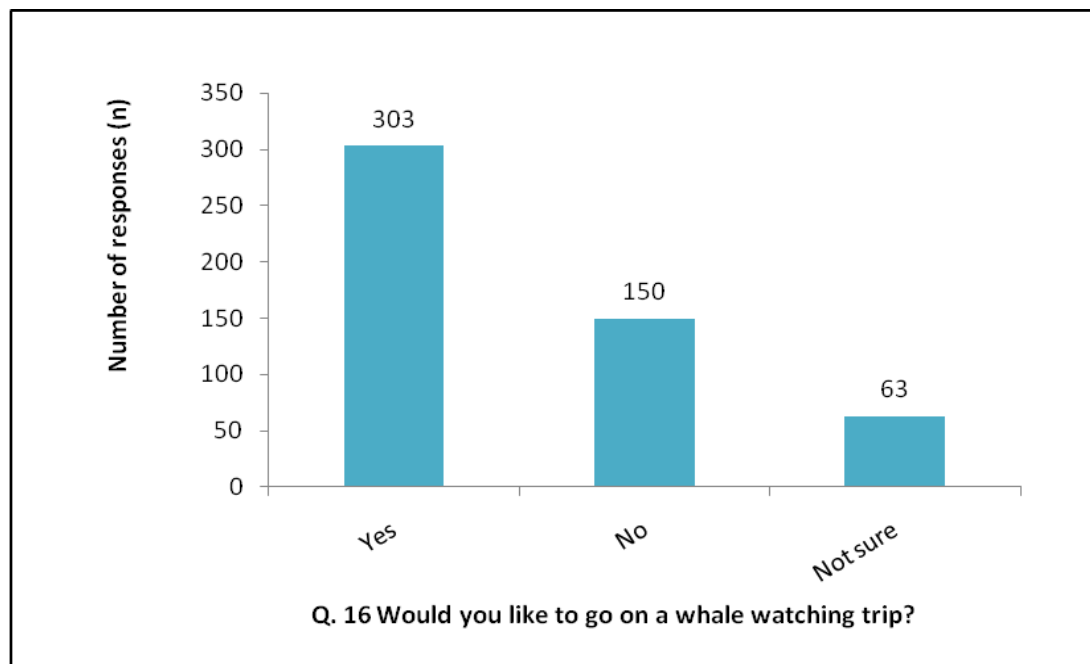 Number of responses (n)
350
300
250
200
150
100
50
0
303
150
63
Yes
No
Not sure
Q. 16 Would you like to go on a whale watching trip?